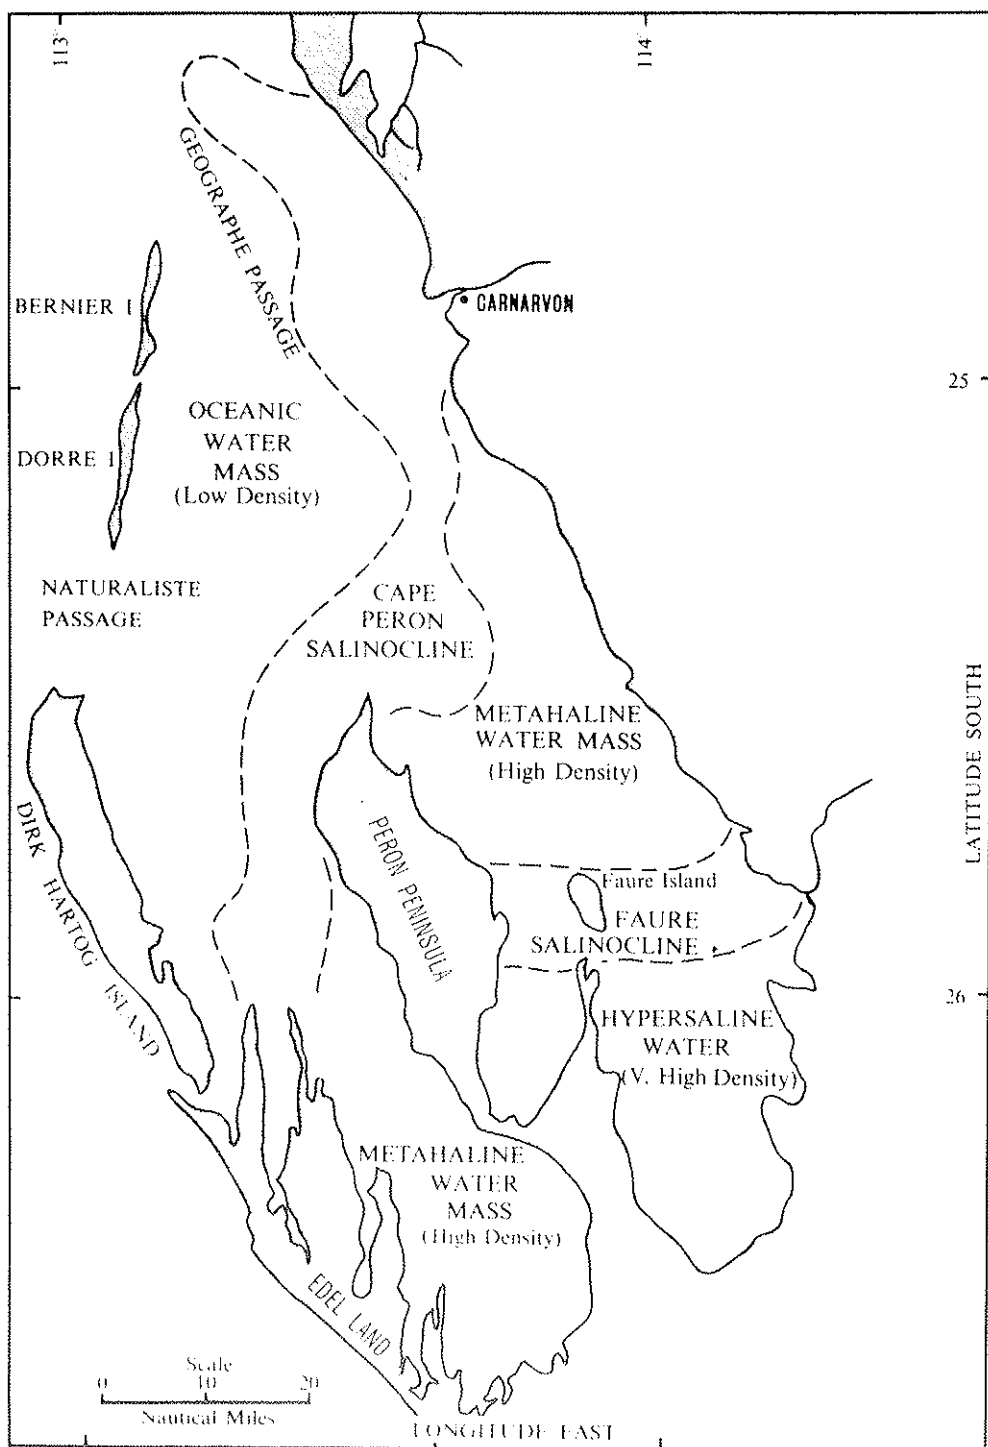 113
114
GEOGRAPHE PASSAGE
BERNIER I
CARNARVON
25
OCEANIC
WATER
MASS
(Low Density)
DORRE I
NATURALISTE
PASSAGE
CAPE
PERON
SALINOCLINE
METAHALINE
WATER MASS
(High Density)
LATITUDE SOUTH
DIRK HARTOG ISLAND
PERON PENINSULA
Faure Island
FAURE
SALINOCLINE
26
HYPERSALINE
WATER
(V. High Density)
METAHALINE
WATER
MASS
(High Density)
EDEL LAND
Scale
0 10 20
Nautical Miles
LONGITUDE EAST